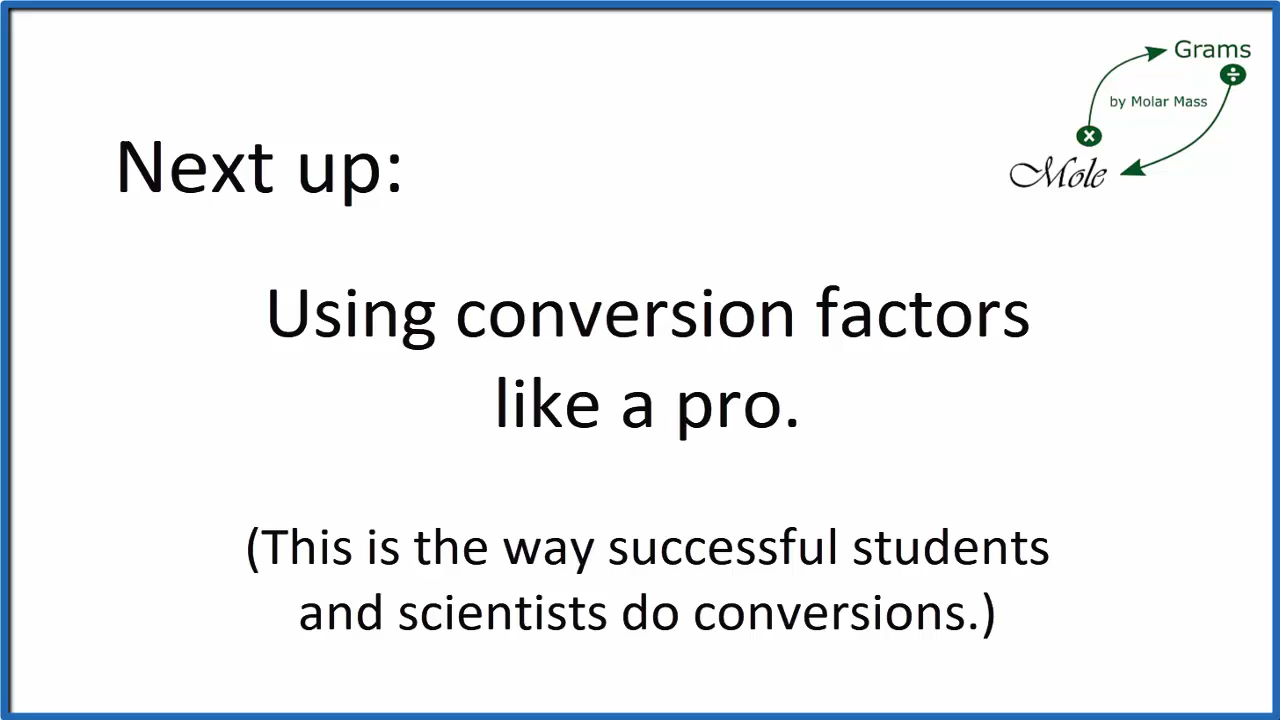 Grams
÷
by Molar Mass
x
Mole
Next up:
Using conversion factors
like a pro.
(This is the way successful students
and scientists do conversions.)